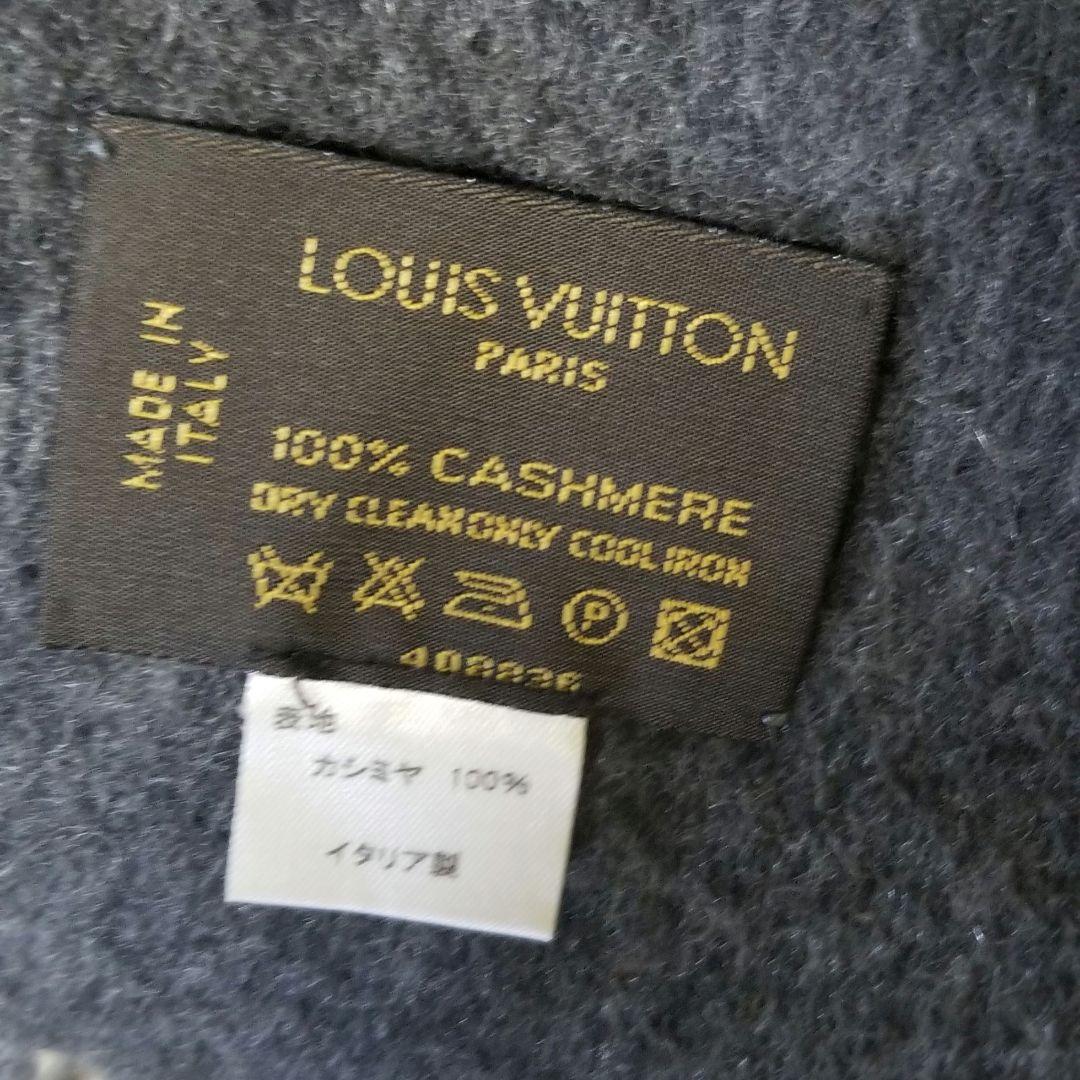 LOUIS VUITTON
PARIS
MADE IN
ITALY
100% CASHMERE
DRY CLEAN ONLY COOL IRON
P
表地
カシミヤ 100%
イタリア製